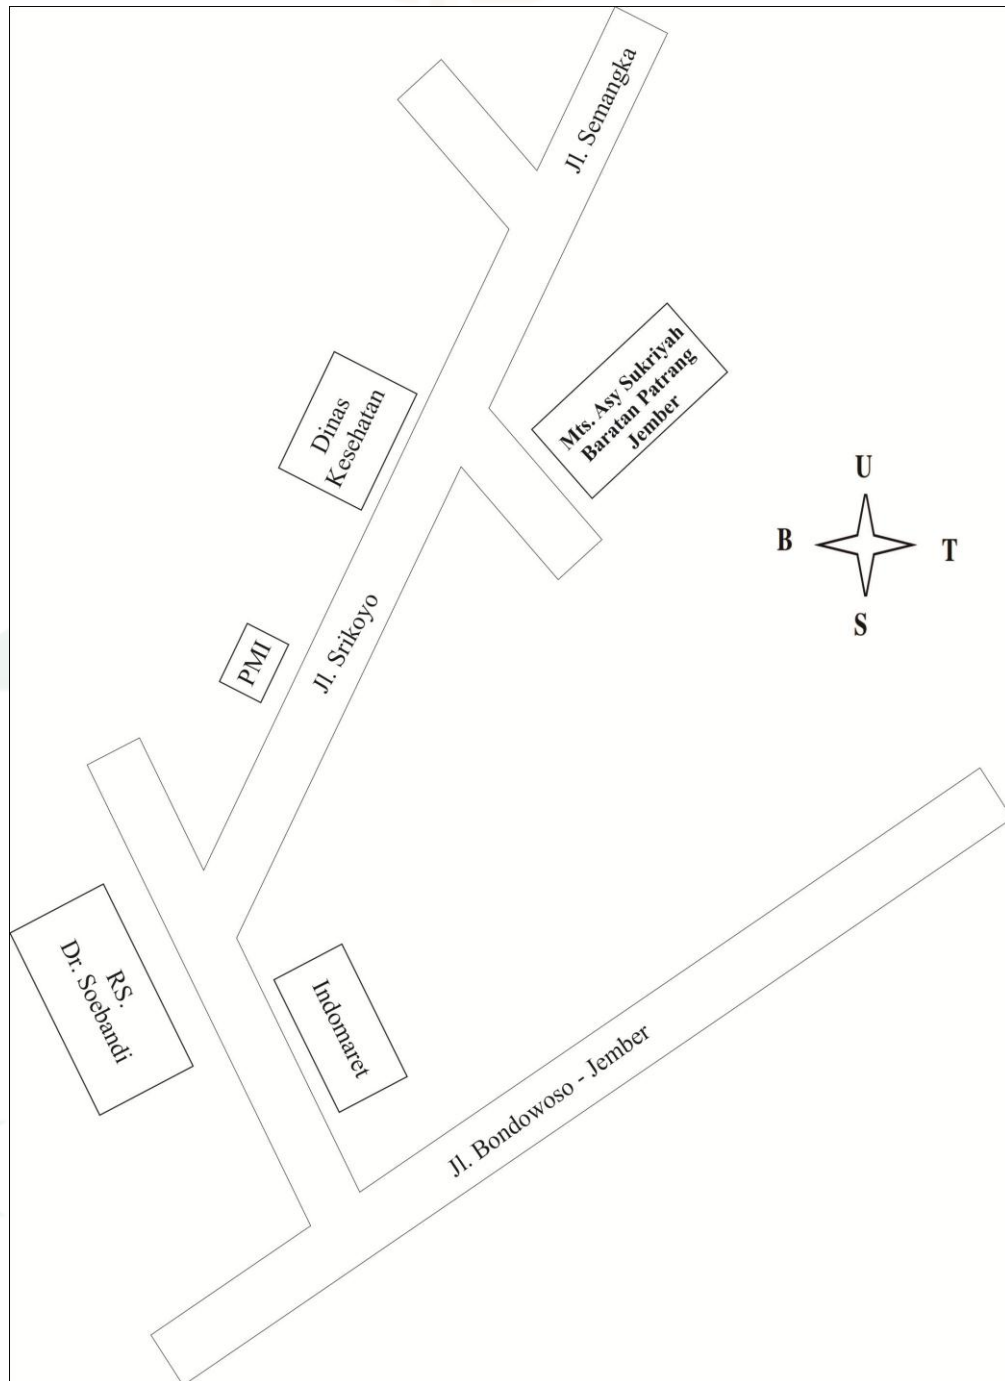 Jl. Semangka
Mts. Asy Sukriyah
Baratan Patrang
Jember
Dinas
Kesehatan
U
B
T
S
Jl. Srikoyo
PMI
RS.
Dr. Soebandi
Indomaret
Jl. Bondowoso - Jember